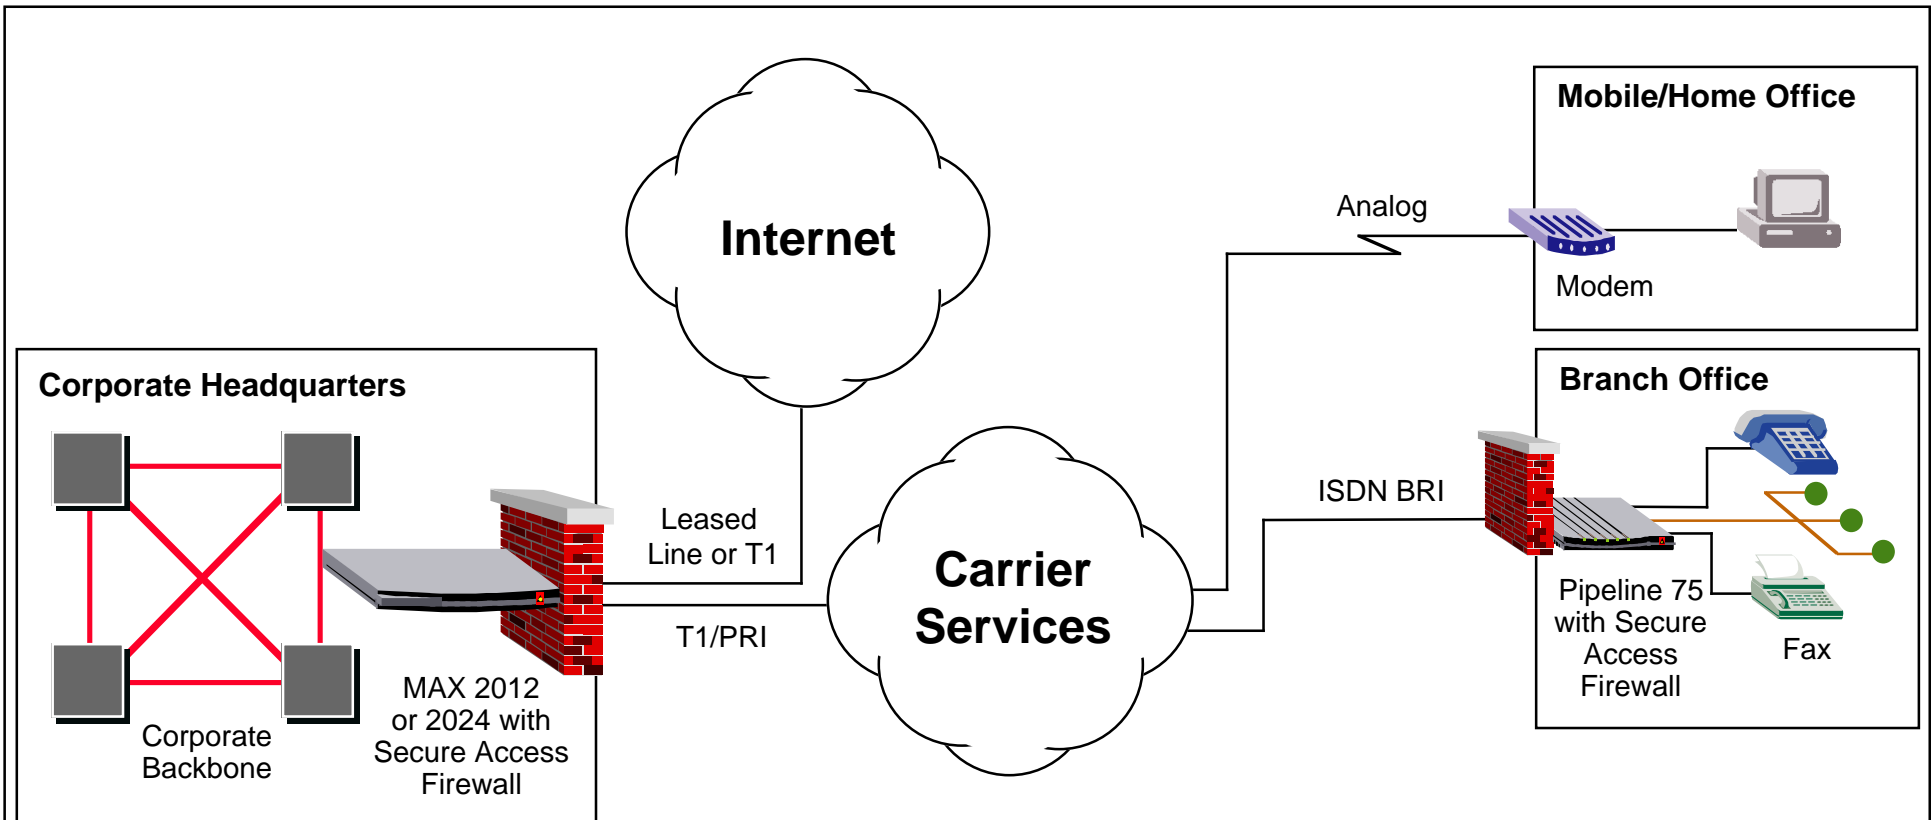 Mobile/Home Office
Analog
Modem
Internet
Corporate Headquarters
Branch Office
ISDN BRI
Leased
Line or T1
Carrier
Services
T1/PRI
Pipeline 75
with Secure
Access
Firewall
Fax
MAX 2012
or 2024 with
Secure Access
Firewall
Corporate
Backbone